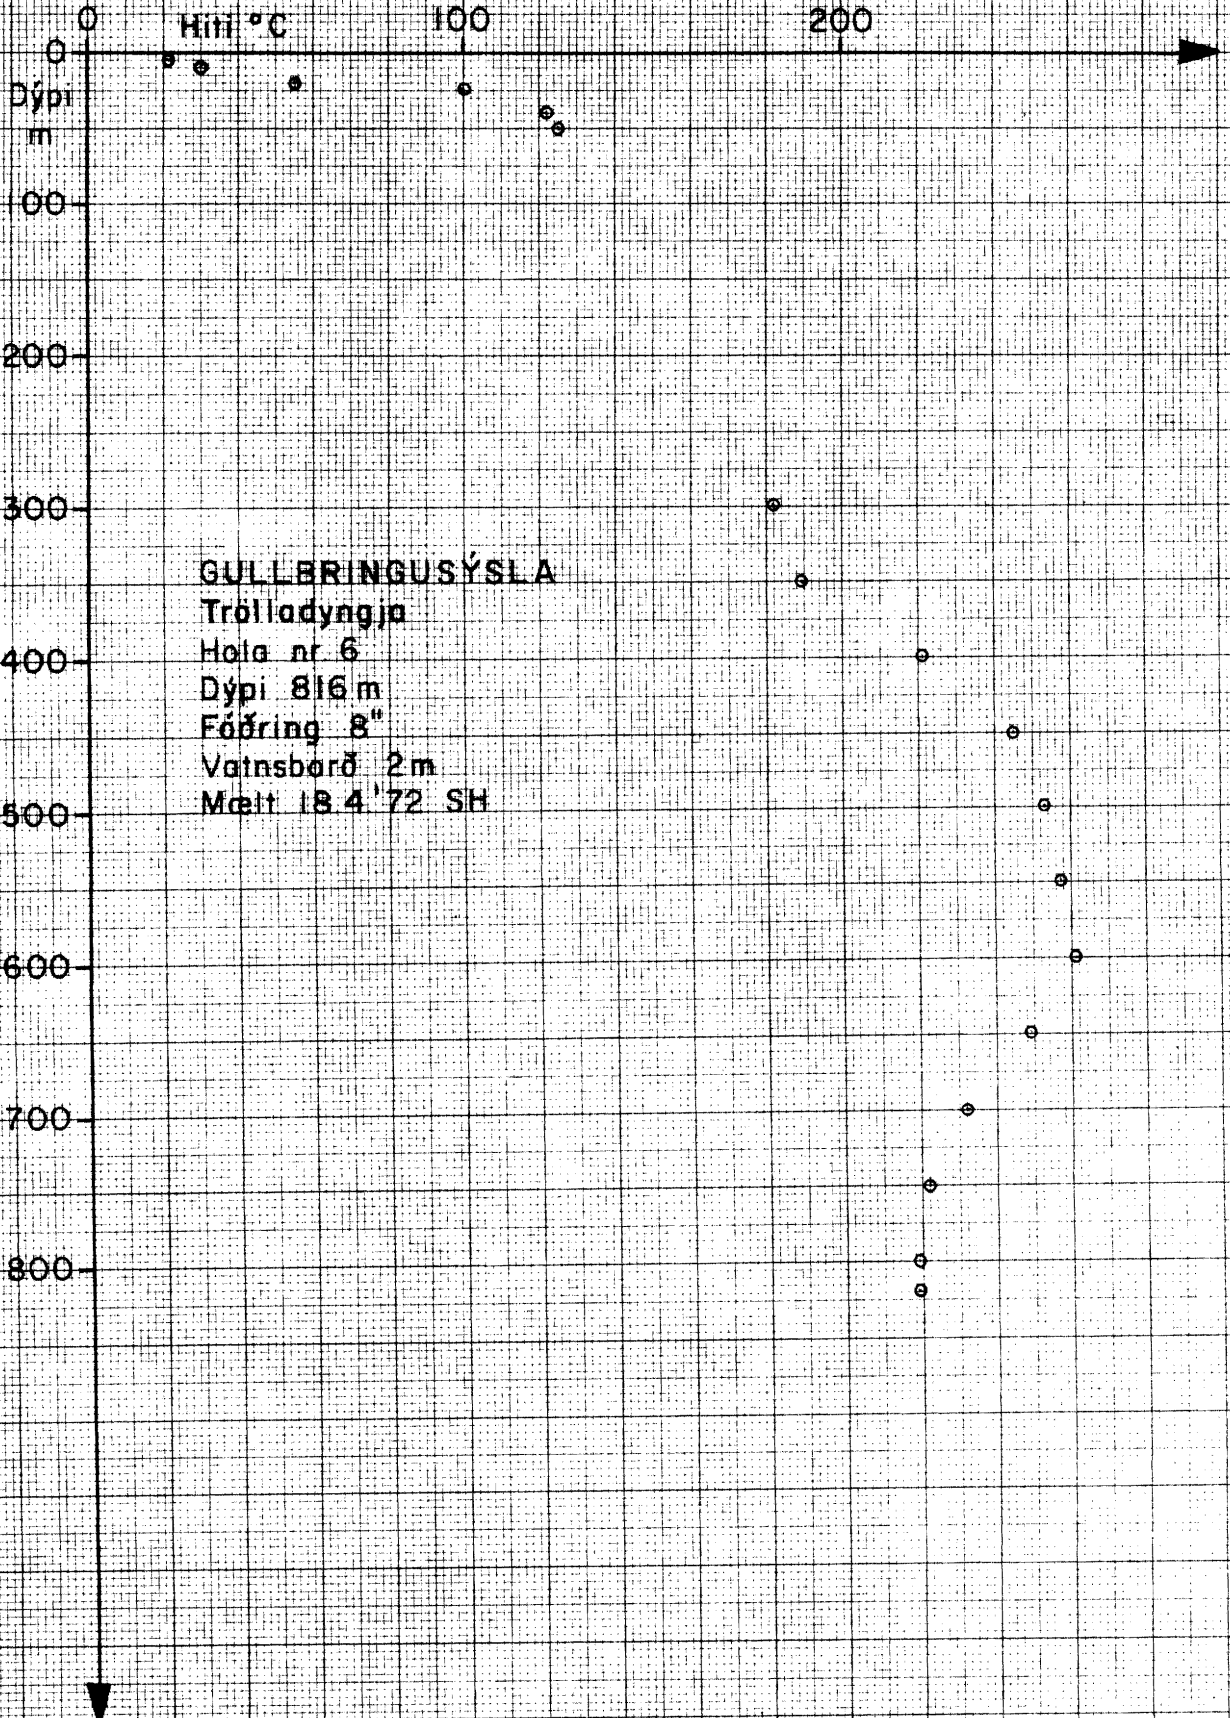 0 100 200
Hiti °C
0
Dýpi
m
100
200
300
400
500
600
700
800
GULLBRINGUSÝSLA
Trölladyngja
Hola nr. 6
Dýpi 816 m
Fóðring 8"
Vatnsborð 2 m
Mælt 18.4.'72 SH